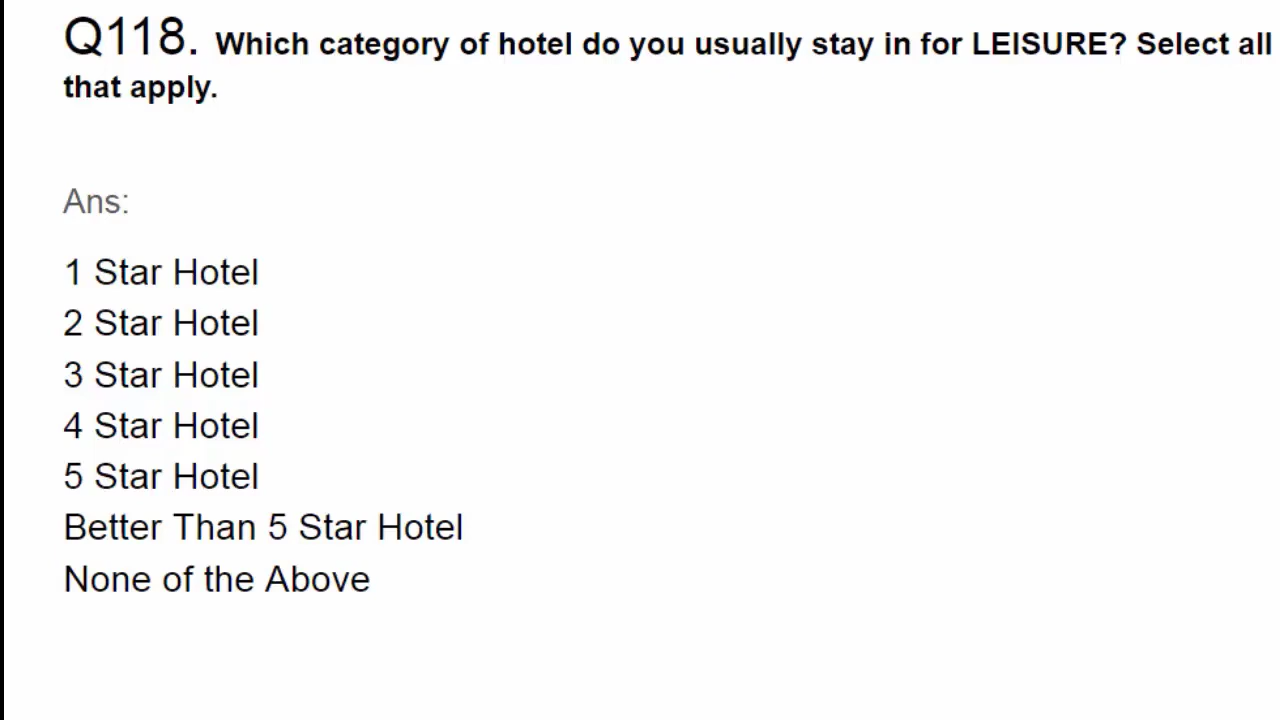 Q118. Which category of hotel do you usually stay in for LEISURE? Select all
that apply.
Ans:
1 Star Hotel
2 Star Hotel
3 Star Hotel
4 Star Hotel
5 Star Hotel
Better Than 5 Star Hotel
None of the Above